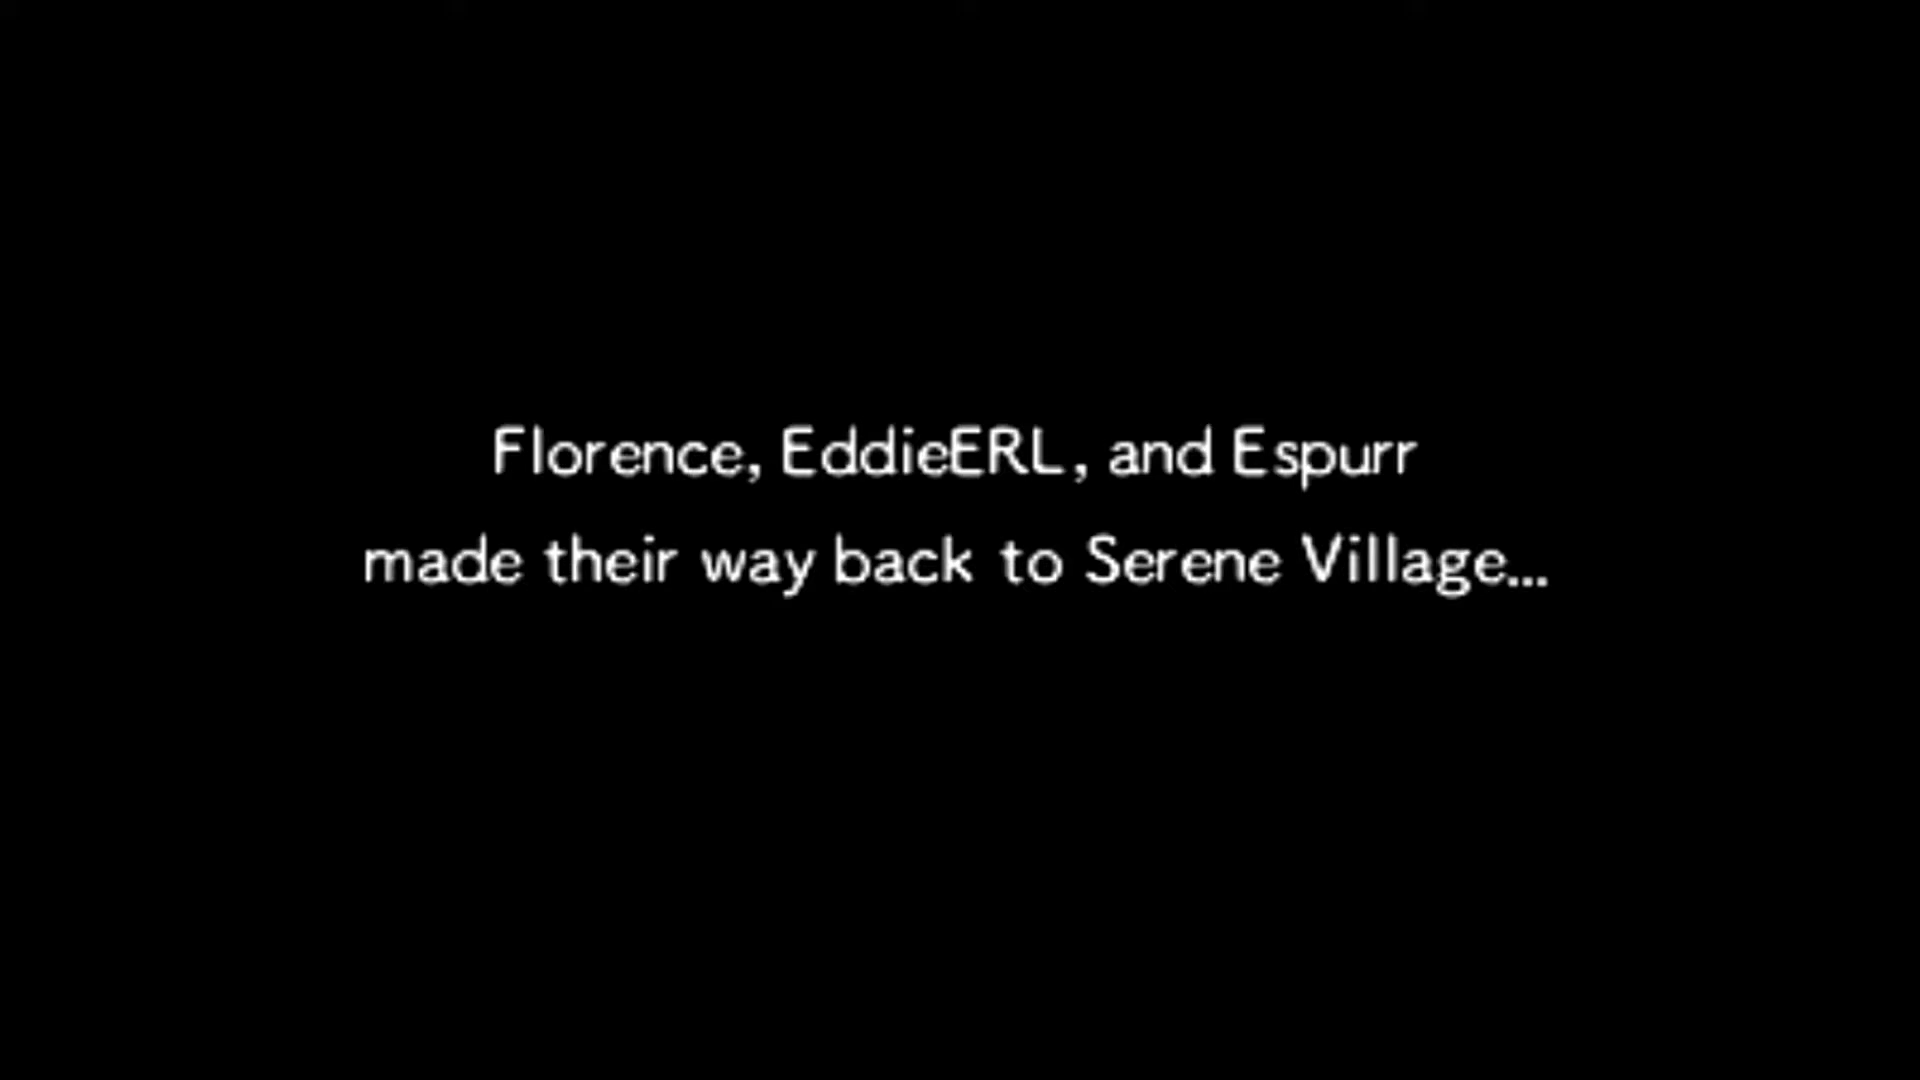 Florence, EddieERL, and Espurr
made their way back to Serene Village...